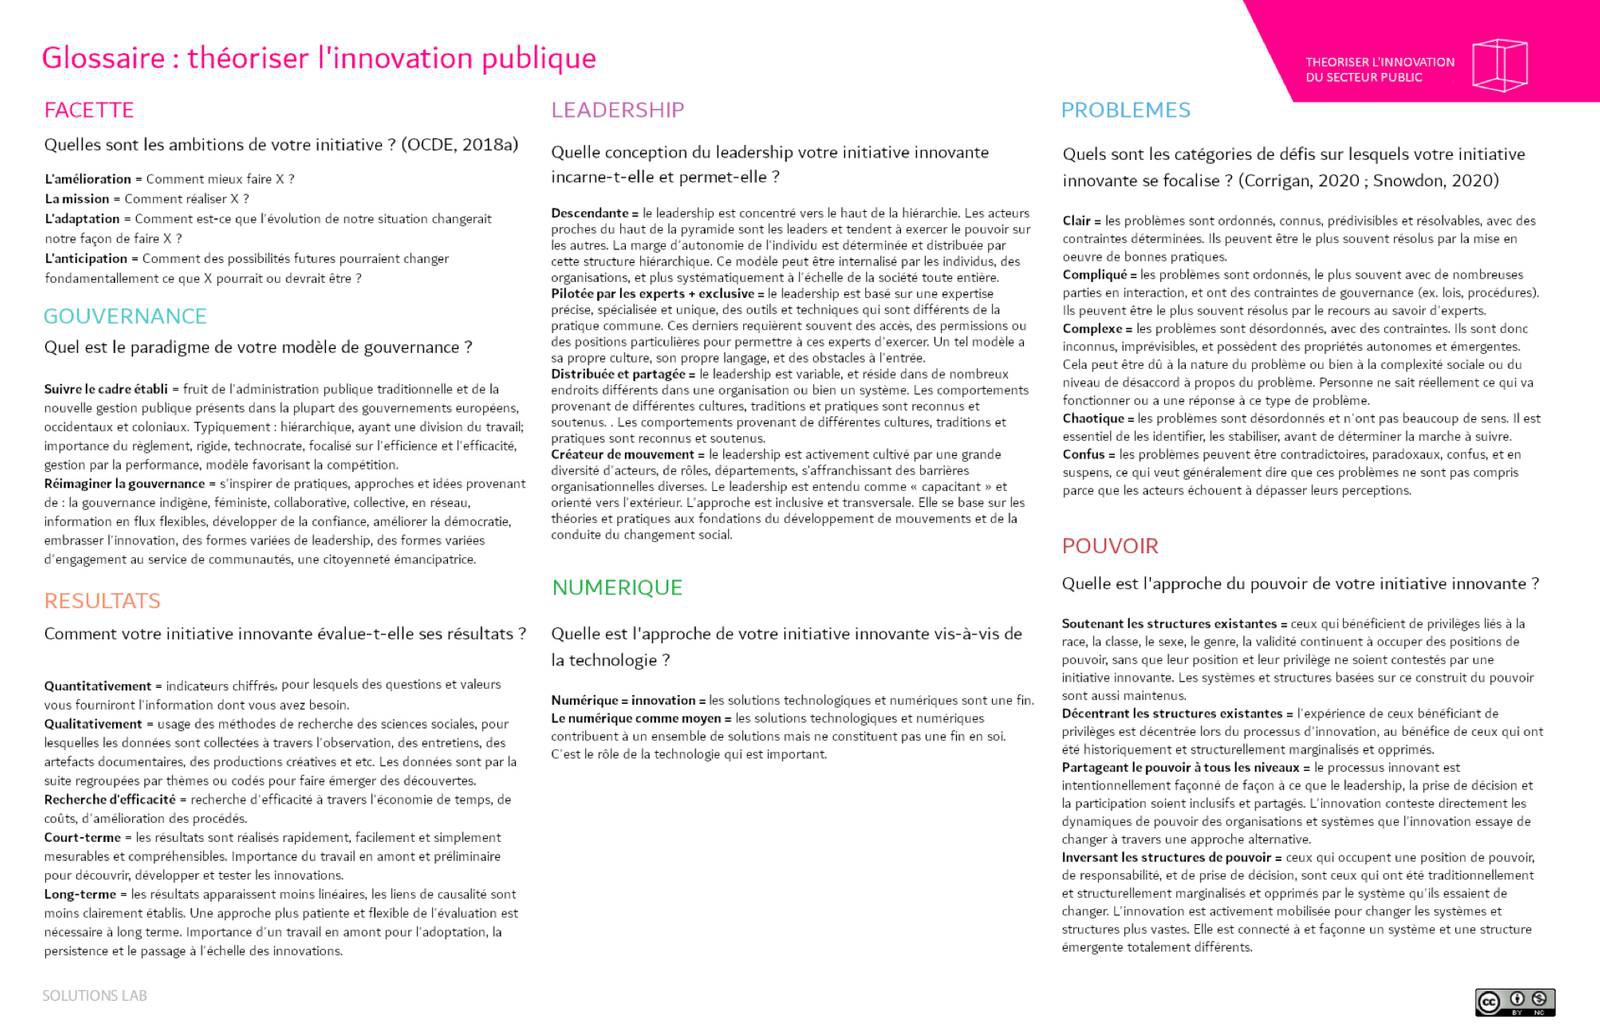 Glossaire : théoriser l'innovation publique
THEORISER L'INNOVATION
DU SECTEUR PUBLIC
FACETTE
Quelles sont les ambitions de votre initiative ? (OCDE, 2018a)
L'amélioration = Comment mieux faire X ?
La mission = Comment réaliser X ?
L'adaptation = Comment est-ce que l'évolution de notre situation changerait
notre façon de faire X ?
L'anticipation = Comment des possibilités futures pourraient changer
fondamentallement ce que X pourrait ou devrait être ?
GOUVERNANCE
Quel est le paradigme de votre modèle de gouvernance ?
Suivre le cadre établi = fruit de l'administration publique traditionnelle et de la
nouvelle gestion publique présents dans la plupart des gouvernements européens,
occidentaux et coloniaux. Typiquement : hiérarchique, ayant une division du travail;
importance du règlement, rigide, technocrate, focalisé sur l'efficience et l'efficacité,
gestion par la performance, modèle favorisant la compétition.
Réimaginer la gouvernance = s'inspirer de pratiques, approches et idées provenant
de : la gouvernance indigène, féministe, collaborative, collective, en réseau,
information en flux flexibles, développer de la confiance, améliorer la démocratie,
embrasser l'innovation, des formes variées de leadership, des formes variées
d'engagement au service de communautés, une citoyenneté émancipatrice.
RESULTATS
Comment votre initiative innovante évalue-t-elle ses résultats ?
Quantitativement = indicateurs chiffrés, pour lesquels des questions et valeurs
vous fourniront l'information dont vous avez besoin.
Qualitativement = usage des méthodes de recherche des sciences sociales, pour
lesquelles les données sont collectées à travers l'observation, des entretiens, des
artefacts documentaires, des productions créatives et etc. Les données sont par la
suite regroupées par thèmes ou codés pour faire émerger des découvertes.
Recherche d'efficacité = recherche d'efficacité à travers l'économie de temps, de
coûts, d'amélioration des procédés.
Court-terme = les résultats sont réalisés rapidement, facilement et simplement
mesurables et compréhensibles. Importance du travail en amont et préliminaire
pour découvrir, développer et tester les innovations.
Long-terme = les résultats apparaissent moins linéaires, les liens de causalité sont
moins clairement établis. Une approche plus patiente et flexible de l'évaluation est
nécessaire à long terme. Importance d'un travail en amont pour l'adoption, la
persistence et le passage à l'échelle des innovations.
LEADERSHIP
Quelle conception du leadership votre initiative innovante
incarne-t-elle et permet-elle ?
Descendante = le leadership est concentré vers le haut de la hiérarchie. Les acteurs
proches du haut de la pyramide sont les leaders et tendent à exercer le pouvoir sur
les autres. La marge d'autonomie de l'individu est déterminée et distribuée par
cette structure hiérarchique. Ce modèle peut être internalisé par les individus, des
organisations, et plus systématiquement à l'échelle de la société toute entière.
Pilotée par les experts + exclusive = le leadership est basé sur une expertise
précise, spécialisée et unique, des outils et techniques qui sont différents de la
pratique commune. Ces derniers requièrent souvent des accès, des permissions ou
des positions particulières pour permettre à ces experts d'exercer. Un tel modèle a
sa propre culture, son propre langage, et des obstacles à l'entrée.
Distribuée et partagée = le leadership est variable, et réside dans de nombreux
endroits différents dans une organisation ou bien un système. Les comportements
provenant de différentes cultures, traditions et pratiques sont reconnus et
soutenus. . Les comportements provenant de différentes cultures, traditions et
pratiques sont reconnus et soutenus.
Créateur de mouvement = le leadership est activement cultivé par une grande
diversité d'acteurs, de rôles, départements, s'affranchissant des barrières
organisationnelles diverses. Le leadership est entendu comme « capacitant » et
orienté vers l'extérieur. L'approche est inclusive et transversale. Elle se base sur les
théories et pratiques aux fondations du développement de mouvements et de la
conduite du changement social.
NUMERIQUE
Quelle est l'approche de votre initiative innovante vis-à-vis de
la technologie ?
Numérique = innovation = les solutions technologiques et numériques sont une fin.
Le numérique comme moyen = les solutions technologiques et numériques
contribuent à un ensemble de solutions mais ne constituent pas une fin en soi.
C'est le rôle de la technologie qui est important.
PROBLEMES
Quels sont les catégories de défis sur lesquels votre initiative
innovante se focalise ? (Corrigan, 2020 ; Snowdon, 2020)
Clair = les problèmes sont ordonnés, connus, prédivisibles et résolvables, avec des
contraintes déterminées. Ils peuvent être le plus souvent résolus par la mise en
oeuvre de bonnes pratiques.
Compliqué = les problèmes sont ordonnés, le plus souvent avec de nombreuses
parties en interaction, et ont des contraintes de gouvernance (ex. lois, procédures).
Ils peuvent être le plus souvent résolus par le recours au savoir d'experts.
Complexe = les problèmes sont désordonnés, avec des contraintes. Ils sont donc
inconnus, imprévisibles, et possèdent des propriétés autonomes et émergentes.
Cela peut être dû à la nature du problème ou bien à la complexité sociale ou du
niveau de désaccord à propos du problème. Personne ne sait réellement ce qui va
fonctionner ou a une réponse à ce type de problème.
Chaotique = les problèmes sont désordonnés et n'ont pas beaucoup de sens. Il est
essentiel de les identifier, les stabiliser, avant de déterminer la marche à suivre.
Confus = les problèmes peuvent être contradictoires, paradoxaux, confus, et en
suspens, ce qui veut généralement dire que ces problèmes ne sont pas compris
parce que les acteurs échouent à dépasser leurs perceptions.
POUVOIR
Quelle est l'approche du pouvoir de votre initiative innovante ?
Soutenant les structures existantes = ceux qui bénéficient de privilèges liés à la
race, la classe, le sexe, le genre, la validité continuent à occuper des positions de
pouvoir, sans que leur position et leur privilège ne soient contestés par une
initiative innovante. Les systèmes et structures basées sur ce construit du pouvoir
sont aussi maintenus.
Décentrant les structures existantes = l'expérience de ceux bénéficiant de
privilèges est décentrée lors du processus d'innovation, au bénéfice de ceux qui ont
été historiquement et structurellement marginalisés et opprimés.
Partageant le pouvoir à tous les niveaux = le processus innovant est
intentionnellement façonné de façon à ce que le leadership, la prise de décision et
la participation soient inclusifs et partagés. L'innovation conteste directement les
dynamiques de pouvoir des organisations et systèmes que l'innovation essaye de
changer à travers une approche alternative.
Inversant les structures de pouvoir = ceux qui occupent une position de pouvoir,
de responsabilité, et de prise de décision, sont ceux qui ont été traditionnellement
et structurellement marginalisés et opprimés par le système qu'ils essaient de
changer. L'innovation est activement mobilisée pour changer les systèmes et
structures plus vastes. Elle est connecté à et façonne un système et une structure
émergente totalement différents.
SOLUTIONS LAB
cc
BY NC